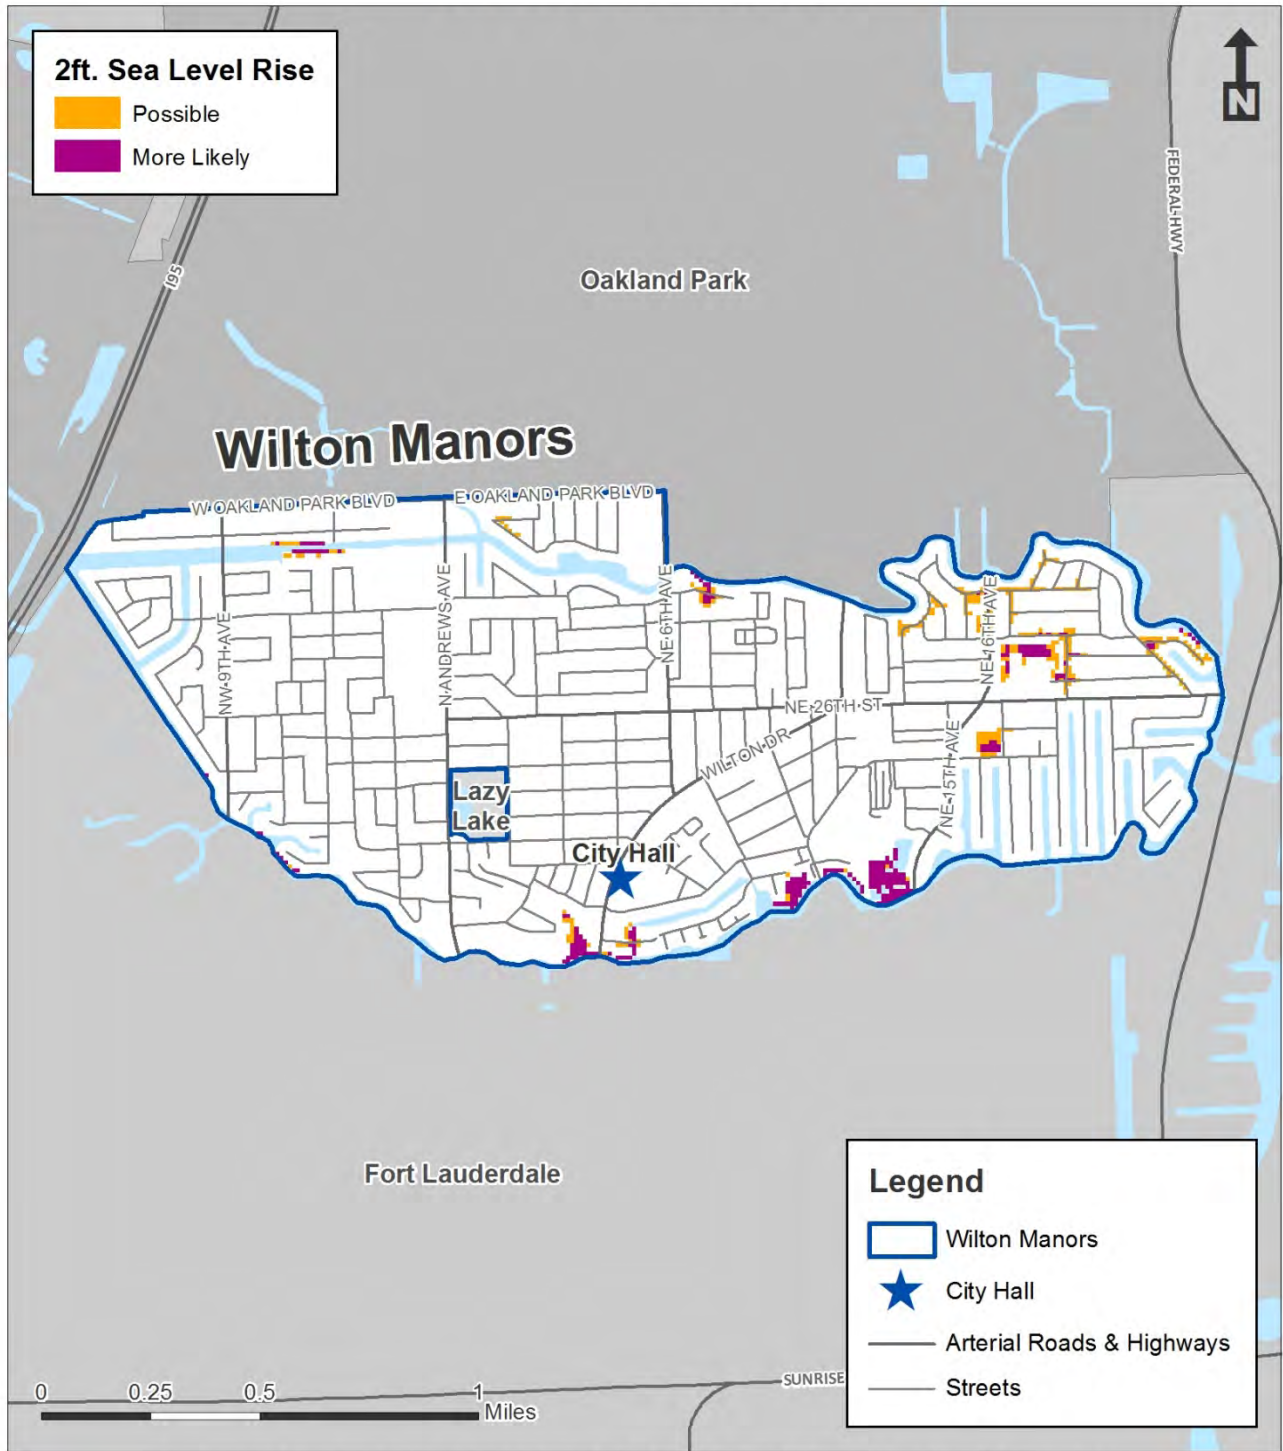 2ft. Sea Level Rise
Possible
More Likely
N
FEDERAL HWY
I95
Oakland Park
Wilton Manors
W OAKLAND PARK BLVD
E OAKLAND PARK BLVD
NW 9TH AVE
N ANDREWS AVE
NE 6TH AVE
NE 16TH AVE
NE 26TH ST
WILTON DR
NE 15TH AVE
Lazy
Lake
City Hall
Fort Lauderdale
Legend
Wilton Manors
City Hall
Arterial Roads & Highways
Streets
SUNRISE
0 0.25 0.5 1
Miles